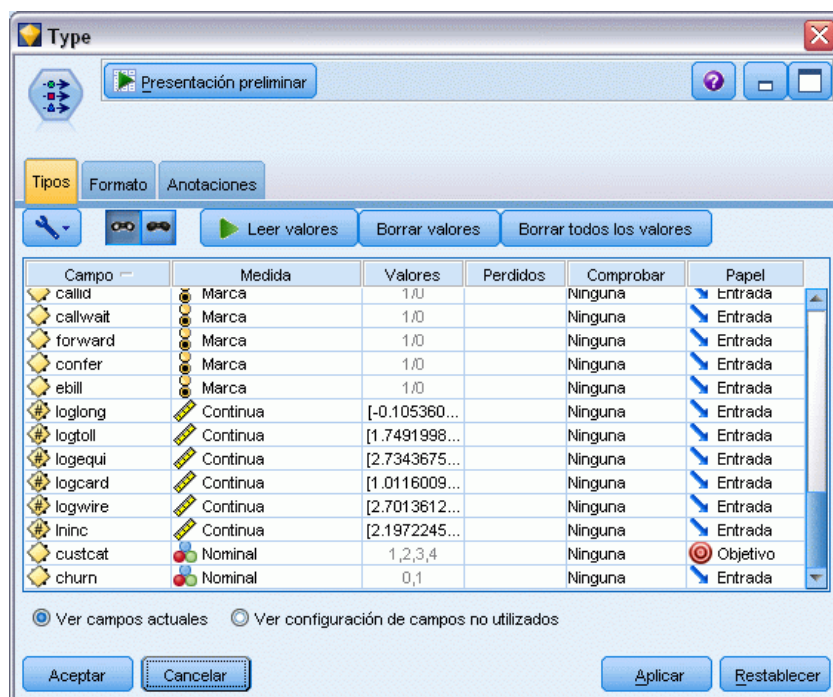 Type
Presentación preliminar
Tipos Formato Anotaciones
Leer valores Borrar valores Borrar todos los valores
Campo Medida Valores Perdidos Comprobar Papel
callid Marca 1/0 Ninguna Entrada
callwait Marca 1/0 Ninguna Entrada
forward Marca 1/0 Ninguna Entrada
confer Marca 1/0 Ninguna Entrada
ebill Marca 1/0 Ninguna Entrada
loglong Continua [-0.105360... Ninguna Entrada
logtoll Continua [1.7491998... Ninguna Entrada
logequi Continua [2.7343675... Ninguna Entrada
logcard Continua [1.0116009... Ninguna Entrada
logwire Continua [2.7013612... Ninguna Entrada
lninc Continua [2.1972245... Ninguna Entrada
custcat Nominal 1,2,3,4 Ninguna Objetivo
churn Nominal 0,1 Ninguna Entrada
Ver campos actuales Ver configuración de campos no utilizados
Aceptar Cancelar Aplicar Restablecer